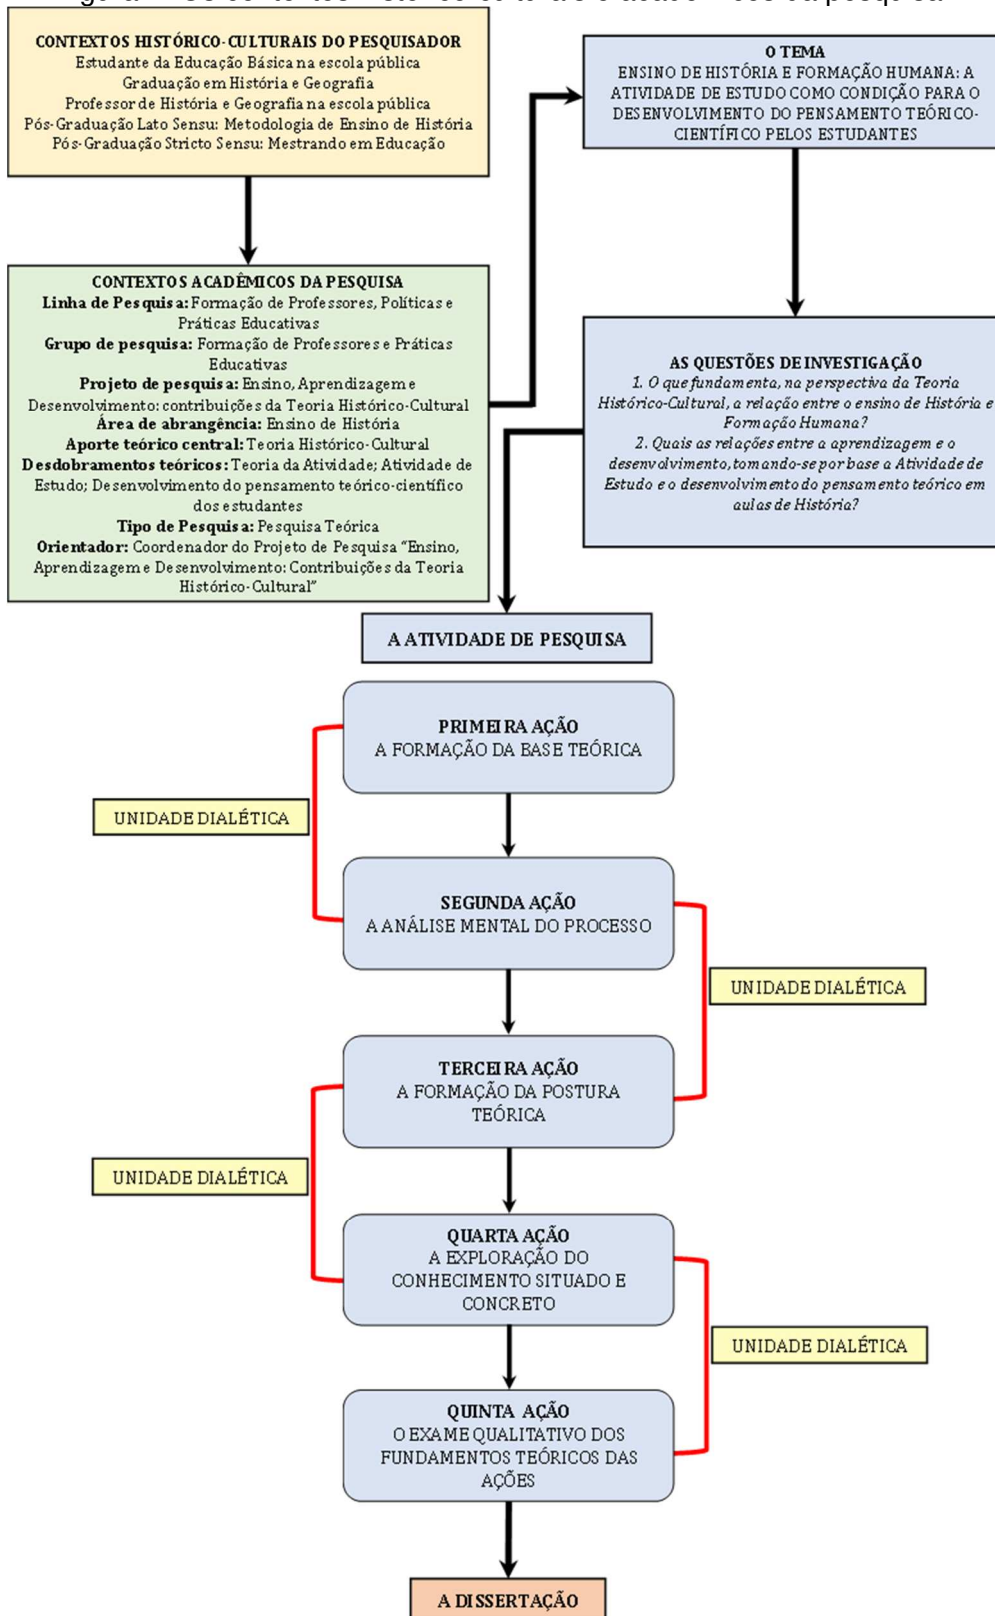 CONTEXTOS HISTÓRICO-CULTURAIS DO PESQUISADOR
Estudante da Educação Básica na escola pública
Graduação em História e Geografia
Professor de História e Geografia na escola pública
Pós-Graduação Lato Sensu: Metodologia de Ensino de História
Pós-Graduação Stricto Sensu: Mestrando em Educação
O TEMA
ENSINO DE HISTÓRIA E FORMAÇÃO HUMANA: A
ATIVIDADE DE ESTUDO COMO CONDIÇÃO PARA O
DESENVOLVIMENTO DO PENSAMENTO TEÓRICO-
CIENTÍFICO PELOS ESTUDANTES
CONTEXTOS ACADÊMICOS DA PESQUISA
Linha de Pesquisa: Formação de Professores, Políticas e
Práticas Educativas
Grupo de pesquisa: Formação de Professores e Práticas
Educativas
Projeto de pesquisa: Ensino, Aprendizagem e
Desenvolvimento: contribuições da Teoria Histórico-Cultural
Área de abrangência: Ensino de História
Aporte teórico central: Teoria Histórico-Cultural
Desdobramentos teóricos: Teoria da Atividade; Atividade de
Estudo; Desenvolvimento do pensamento teórico-científico
dos estudantes
Tipo de Pesquisa: Pesquisa Teórica
Orientador: Coordenador do Projeto de Pesquisa “Ensino,
Aprendizagem e Desenvolvimento: Contribuições da Teoria
Histórico-Cultural”
AS QUESTÕES DE INVESTIGAÇÃO
1. O que fundamenta, na perspectiva da Teoria
Histórico-Cultural, a relação entre o ensino de História e
Formação Humana?
2. Quais as relações entre a aprendizagem e o
desenvolvimento, tomando-se por base a Atividade de
Estudo e o desenvolvimento do pensamento teórico em
aulas de História?
A ATIVIDADE DE PESQUISA
PRIMEIRA AÇÃO
A FORMAÇÃO DA BASE TEÓRICA
UNIDADE DIALÉTICA
SEGUNDA AÇÃO
A ANÁLISE MENTAL DO PROCESSO
UNIDADE DIALÉTICA
TERCEIRA AÇÃO
A FORMAÇÃO DA POSTURA
TEÓRICA
UNIDADE DIALÉTICA
QUARTA AÇÃO
A EXPLORAÇÃO DO
CONHECIMENTO SITUADO E
CONCRETO
UNIDADE DIALÉTICA
QUINTA AÇÃO
O EXAME QUALITATIVO DOS
FUNDAMENTOS TEÓRICOS DAS
AÇÕES
A DISSERTAÇÃO